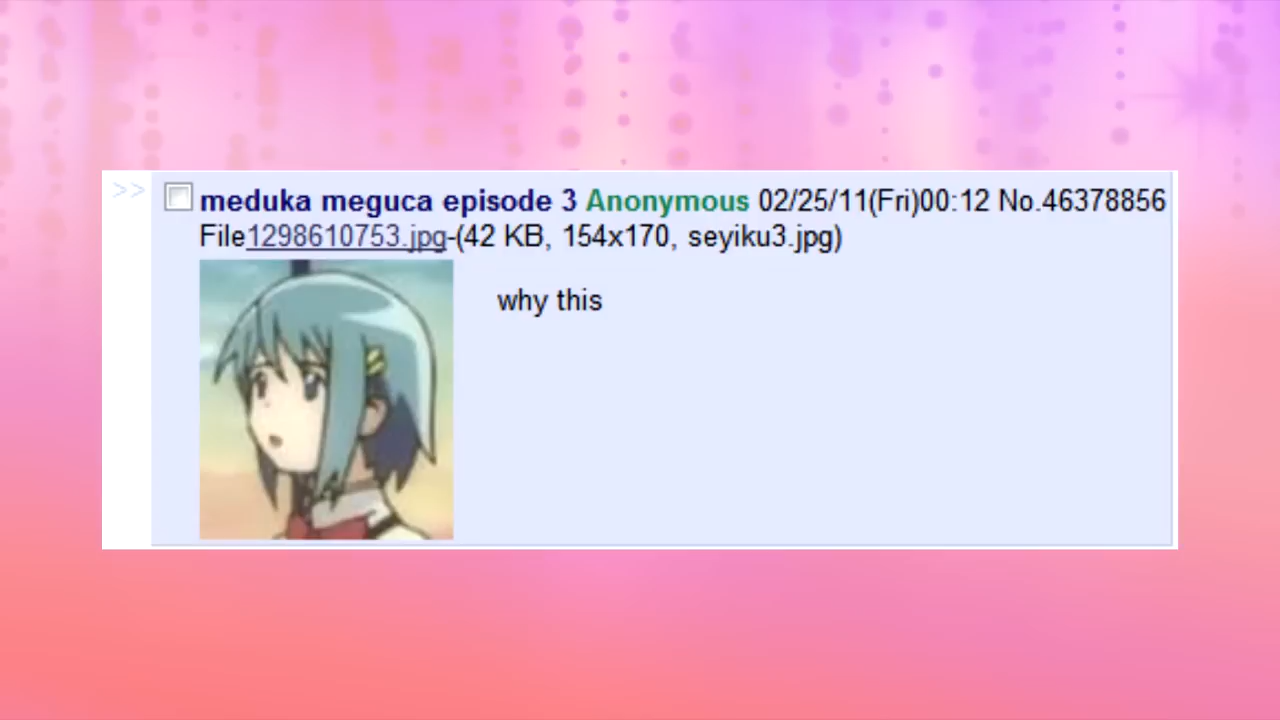 >> meduka meguca episode 3 Anonymous 02/25/11(Fri)00:12 No.46378856
File1298610753.jpg-(42 KB, 154x170, seyiku3.jpg)
why this